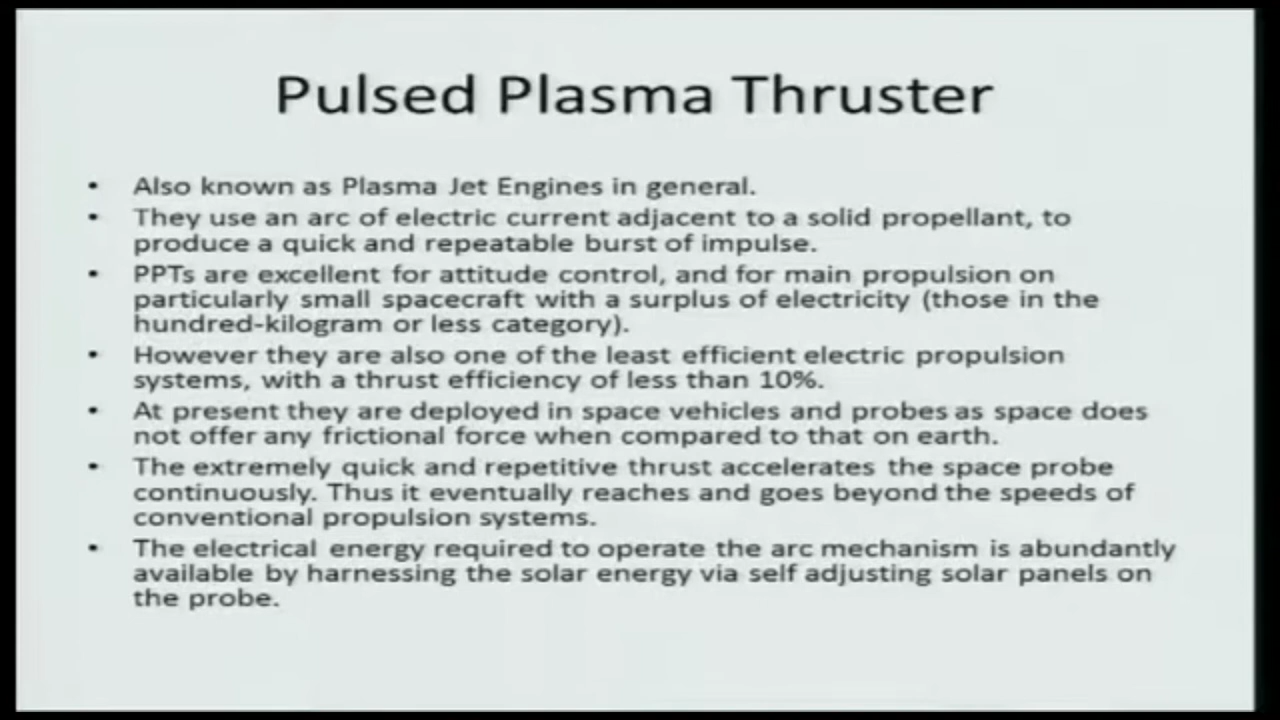 Pulsed Plasma Thruster
• Also known as Plasma Jet Engines in general.
• They use an arc of electric current adjacent to a solid propellant, to
produce a quick and repeatable burst of impulse.
• PPTs are excellent for attitude control, and for main propulsion on
particularly small spacecraft with a surplus of electricity (those in the
hundred-kilogram or less category).
• However they are also one of the least efficient electric propulsion
systems, with a thrust efficiency of less than 10%.
• At present they are deployed in space vehicles and probes as space does
not offer any frictional force when compared to that on earth.
• The extremely quick and repetitive thrust accelerates the space probe
continuously. Thus it eventually reaches and goes beyond the speeds of
conventional propulsion systems.
• The electrical energy required to operate the arc mechanism is abundantly
available by harnessing the solar energy via self adjusting solar panels on
the probe.